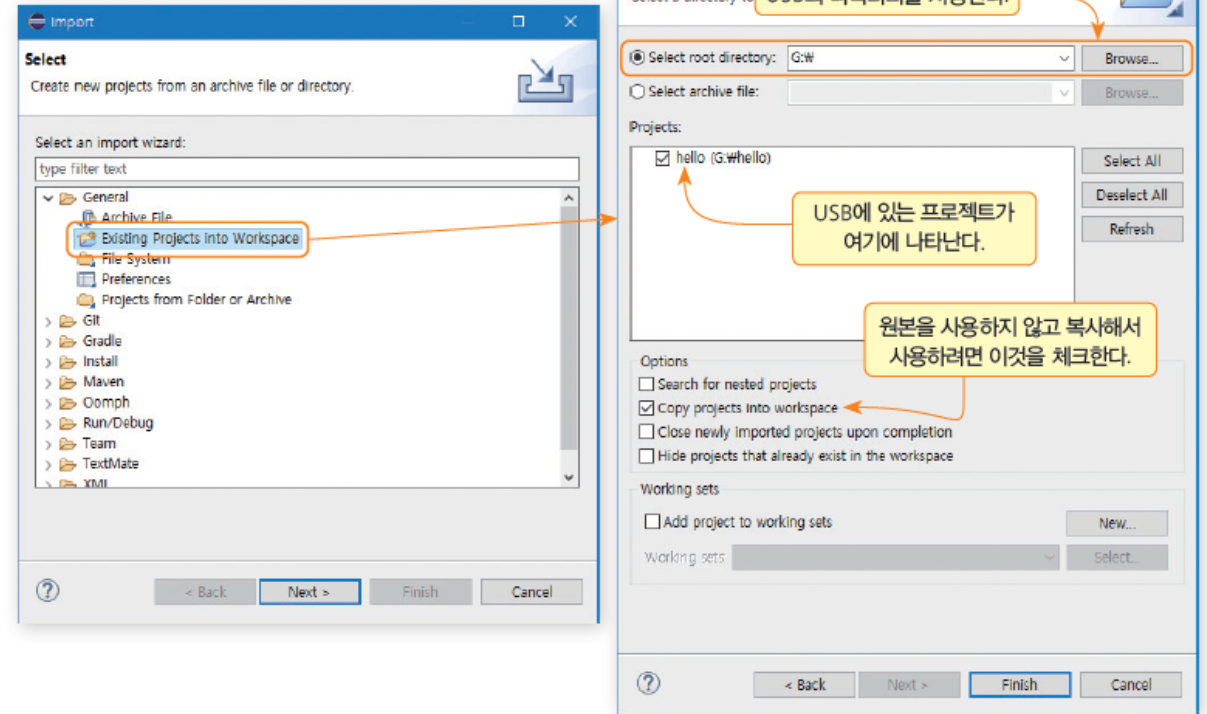 Import
Select
Create new projects from an archive file or directory.
Select an import wizard:
type filter text
General
Archive File
Existing Projects into Workspace
File System
Preferences
Projects from Folder or Archive
Git
Gradle
Install
Maven
Oomph
Run/Debug
Team
TextMate
XML
< Back
Next >
Finish
Cancel
Select root directory:
G:₩
Browse...
Select archive file:
Browse...
Projects:
hello (G:₩hello)
Select All
Deselect All
Refresh
USB에 있는 프로젝트가
여기에 나타난다.
원본을 사용하지 않고 복사해서
사용하려면 이것을 체크한다.
Options
Search for nested projects
Copy projects into workspace
Close newly imported projects upon completion
Hide projects that already exist in the workspace
Working sets
Add project to working sets
New...
Working sets
Select...
< Back
Next >
Finish
Cancel